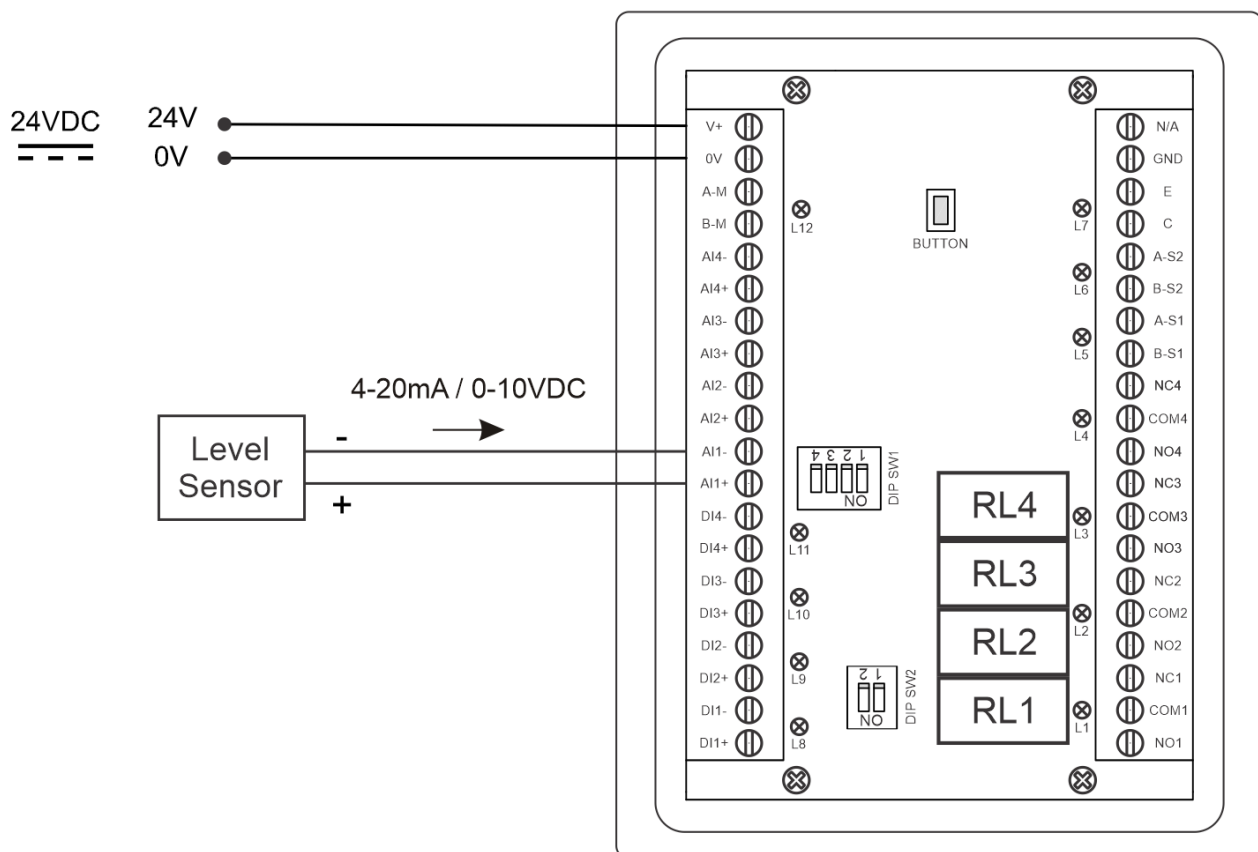 24VDC
24V
0V
4-20mA / 0-10VDC
Level
Sensor
-
+
V+
0V
A-M
B-M
AI4-
AI4+
AI3-
AI3+
AI2-
AI2+
AI1-
AI1+
DI4-
DI4+
DI3-
DI3+
DI2-
DI2+
DI1-
DI1+
L12
BUTTON
L7
L6
L5
L4
1 2 3 4
ON
DIP SW1
L11
L10
L9
L8
1 2
ON
DIP SW2
RL4
RL3
RL2
RL1
L3
L2
L1
N/A
GND
E
C
A-S2
B-S2
A-S1
B-S1
NC4
COM4
NO4
NC3
COM3
NO3
NC2
COM2
NO2
NC1
COM1
NO1